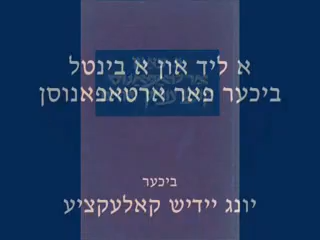 א ליד און א בינטל
ביכער פאר ארטאפאנוסן
ביכער
יונג יידיש קאלעקציע